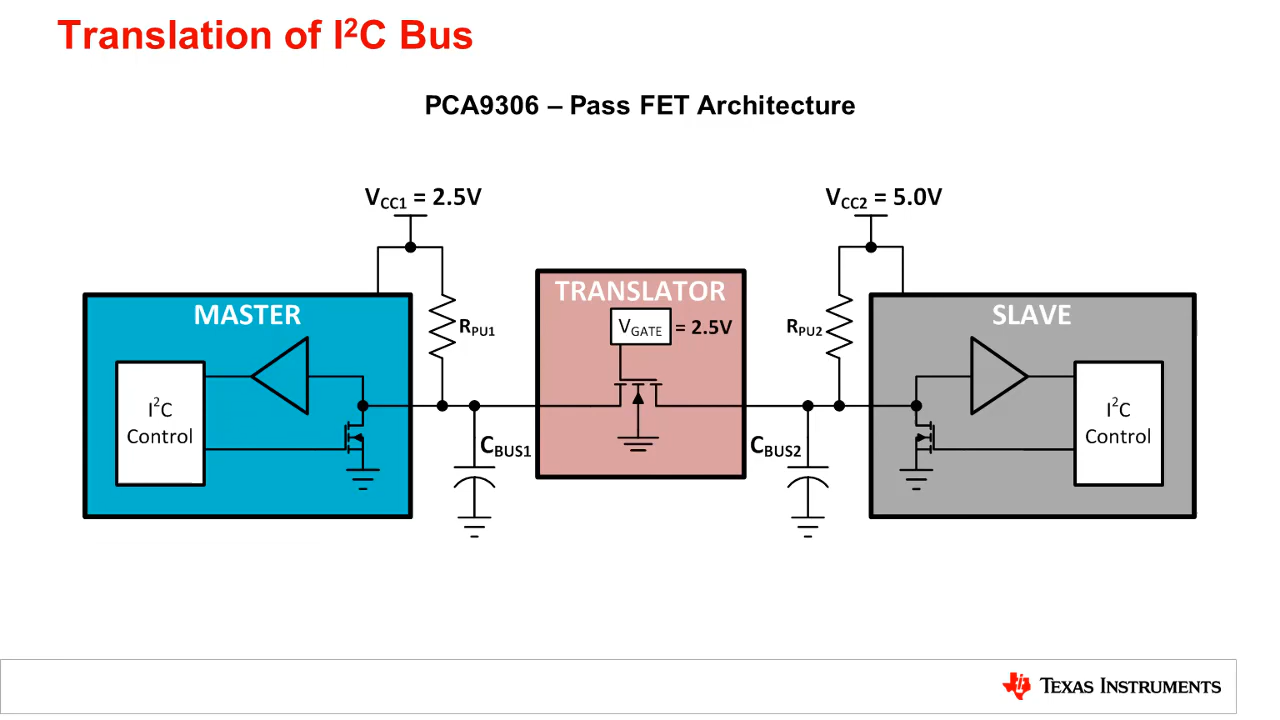 Translation of I²C Bus
PCA9306 – Pass FET Architecture
VCC1 = 2.5V
VCC2 = 5.0V
MASTER
TRANSLATOR
SLAVE
RPU1
VGATE = 2.5V
RPU2
I²C
Control
I²C
Control
CBUS1
CBUS2
TEXAS INSTRUMENTS